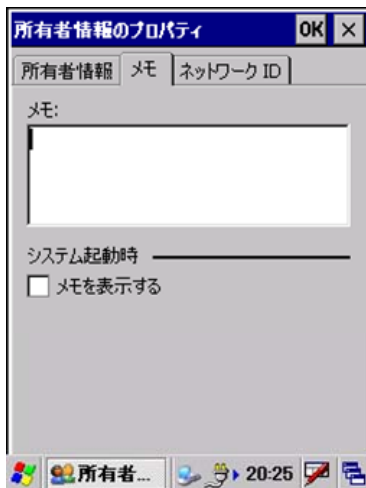 所有者情報のプロパティ OK ×
所有者情報 メモ ネットワーク ID
メモ:
システム起動時
メモを表示する
所有者... 20:25